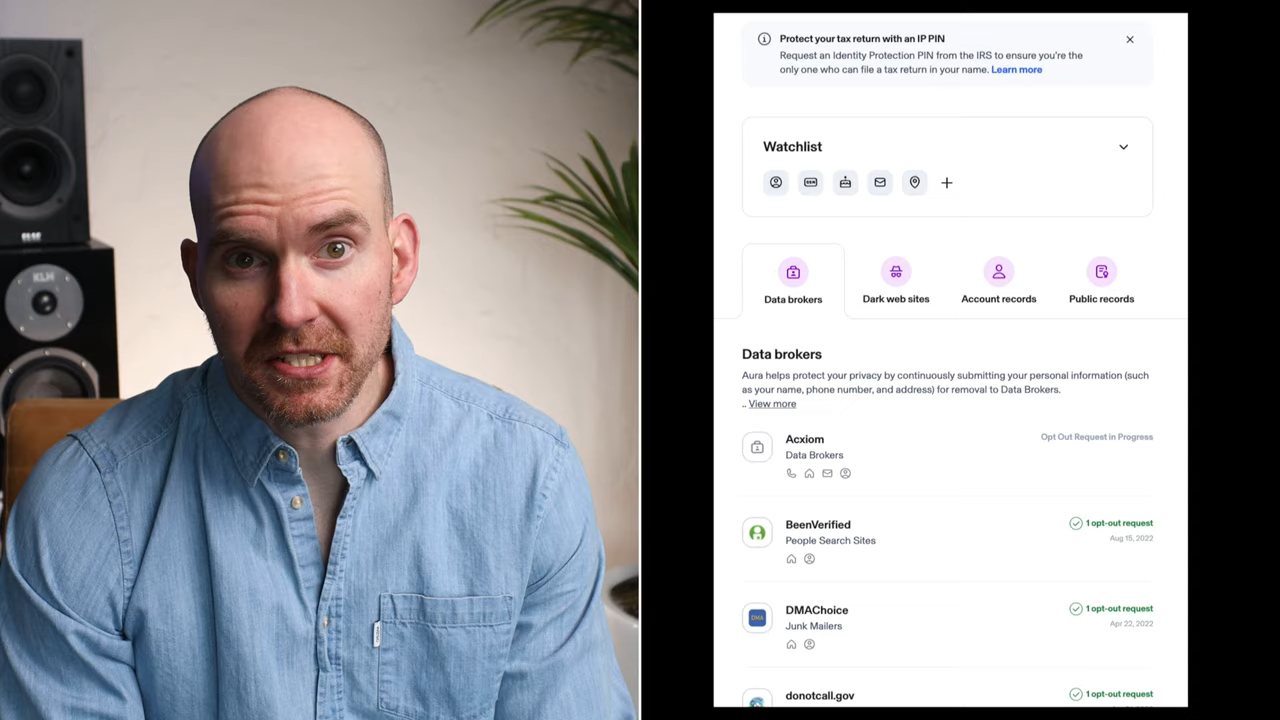 KLH
Protect your tax return with an IP PIN
Request an Identity Protection PIN from the IRS to ensure you're the
only one who can file a tax return in your name. Learn more
Watchlist
SSN
Data brokers
Dark web sites
Account records
Public records
Data brokers
Aura helps protect your privacy by continuously submitting your personal information (such
as your name, phone number, and address) for removal to Data Brokers.
.. View more
Acxiom
Opt Out Request in Progress
Data Brokers
BeenVerified
1 opt-out request
People Search Sites
Aug 15, 2022
DMAChoice
1 opt-out request
DMA
Junk Mailers
Apr 22, 2022
donotcall.gov
1 opt-out request